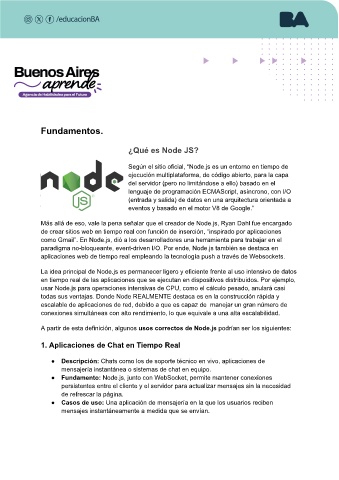 /educacionBA
BA
Buenos Aires
aprende
Agencia de Habilidades para el Futuro
Fundamentos.
¿Qué es Node JS?
node
JS
Según el sitio oficial, "Node.js es un entorno en tiempo de
ejecución multiplataforma, de código abierto, para la capa
del servidor (pero no limitándose a ello) basado en el
lenguaje de programación ECMAScript, asíncrono, con I/O
(entrada y salida) de datos en una arquitectura orientada a
eventos y basado en el motor V8 de Google."
Más allá de eso, vale la pena señalar que el creador de Node.js, Ryan Dahl fue encargado
de crear sitios web en tiempo real con función de inserción, "inspirado por aplicaciones
como Gmail". En Node.js, dió a los desarrolladores una herramienta para trabajar en el
paradigma no-bloqueante, event-driven I/O. Por ende, Node.js también se destaca en
aplicaciones web de tiempo real empleando la tecnología push a través de Websockets.
La idea principal de Node.js es permanecer ligero y eficiente frente al uso intensivo de datos
en tiempo real de las aplicaciones que se ejecutan en dispositivos distribuidos. Por ejemplo,
usar Node.js para operaciones intensivas de CPU, como el cálculo pesado, anulará casi
todas sus ventajas. Donde Node REALMENTE destaca es en la construcción rápida y
escalable de aplicaciones de red, debido a que es capaz de manejar un gran número de
conexiones simultáneas con alto rendimiento, lo que equivale a una alta escalabilidad.
A partir de esta definición, algunos usos correctos de Node.js podrían ser los siguientes:
1. Aplicaciones de Chat en Tiempo Real
● Descripción: Chats como los de soporte técnico en vivo, aplicaciones de
mensajería instantánea o sistemas de chat en equipo.
● Fundamento: Node.js, junto con WebSocket, permite mantener conexiones
persistentes entre el cliente y el servidor para actualizar mensajes sin la necesidad
de refrescar la página.
● Casos de uso: Una aplicación de mensajería en la que los usuarios reciben
mensajes instantáneamente a medida que se envían.